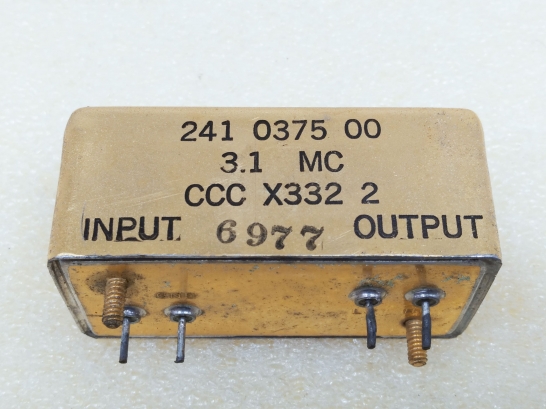 241 0375 00
3.1 MC
CCC X332 2
INPUT 6977 OUTPUT